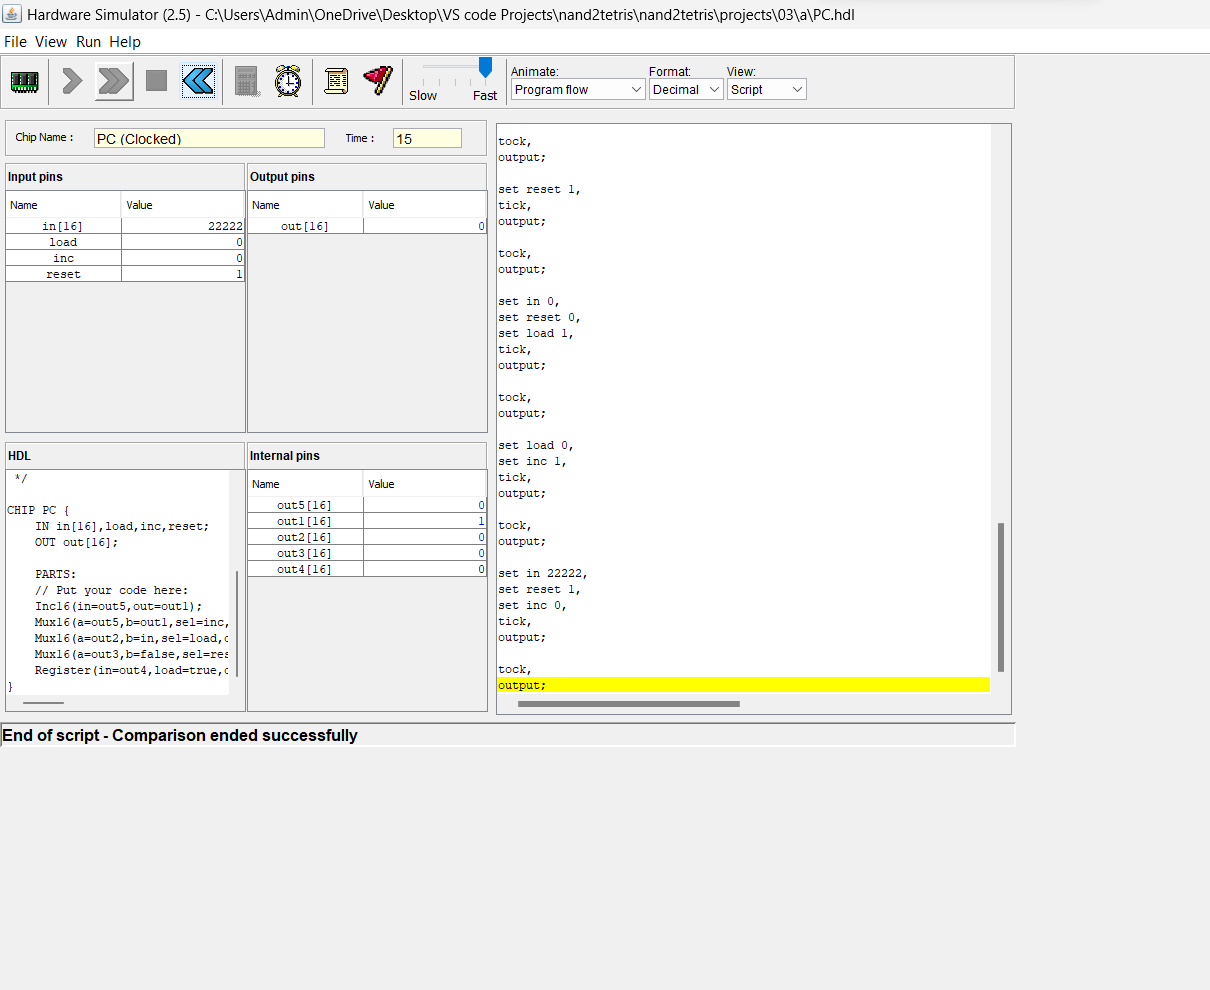 Hardware Simulator (2.5) - C:\Users\Admin\OneDrive\Desktop\VS code Projects\nand2tetris\nand2tetris\projects\03\a\PC.hdl
File View Run Help
Slow Fast
Animate: Format: View:
Program flow Decimal Script
Chip Name : PC (Clocked) Time : 15
Input pins
Name Value
in[16] 22222
load 0
inc 0
reset 1
Output pins
Name Value
out[16] 0
HDL
*/
CHIP PC {
IN in[16],load,inc,reset;
OUT out[16];
PARTS:
// Put your code here:
Inc16(in=out5,out=out1);
Mux16(a=out5,b=out1,sel=inc,
Mux16(a=out2,b=in,sel=load,
Mux16(a=out3,b=false,sel=res
Register(in=out4,load=true,
}
Internal pins
Name Value
out5[16] 0
out1[16] 1
out2[16] 0
out3[16] 0
out4[16] 0
tock,
output;
set reset 1,
tick,
output;
tock,
output;
set in 0,
set reset 0,
set load 1,
tick,
output;
tock,
output;
set load 0,
set inc 1,
tick,
output;
tock,
output;
set in 22222,
set reset 1,
set inc 0,
tick,
output;
tock,
output;
End of script - Comparison ended successfully